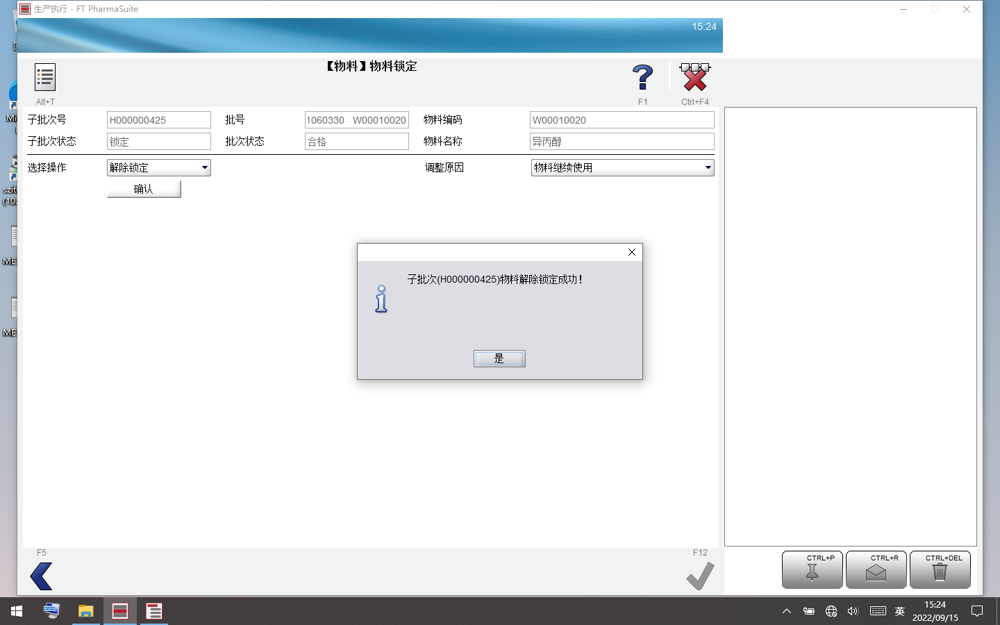 生产执行 - FT PharmaSuite
15:24
【物料】物料锁定
Alt+T
F1
Ctrl+F4
子批次号 H000000425 批号 1060330 W00010020 物料编码 W00010020
子批次状态 锁定 批次状态 合格 物料名称 异丙醇
选择操作 解除锁定 调整原因 物料继续使用
确认
子批次(H000000425)物料解除锁定成功!
是
F5
F12
CTRL+P
CTRL+R
CTRL+DEL
英
15:24
2022/09/15